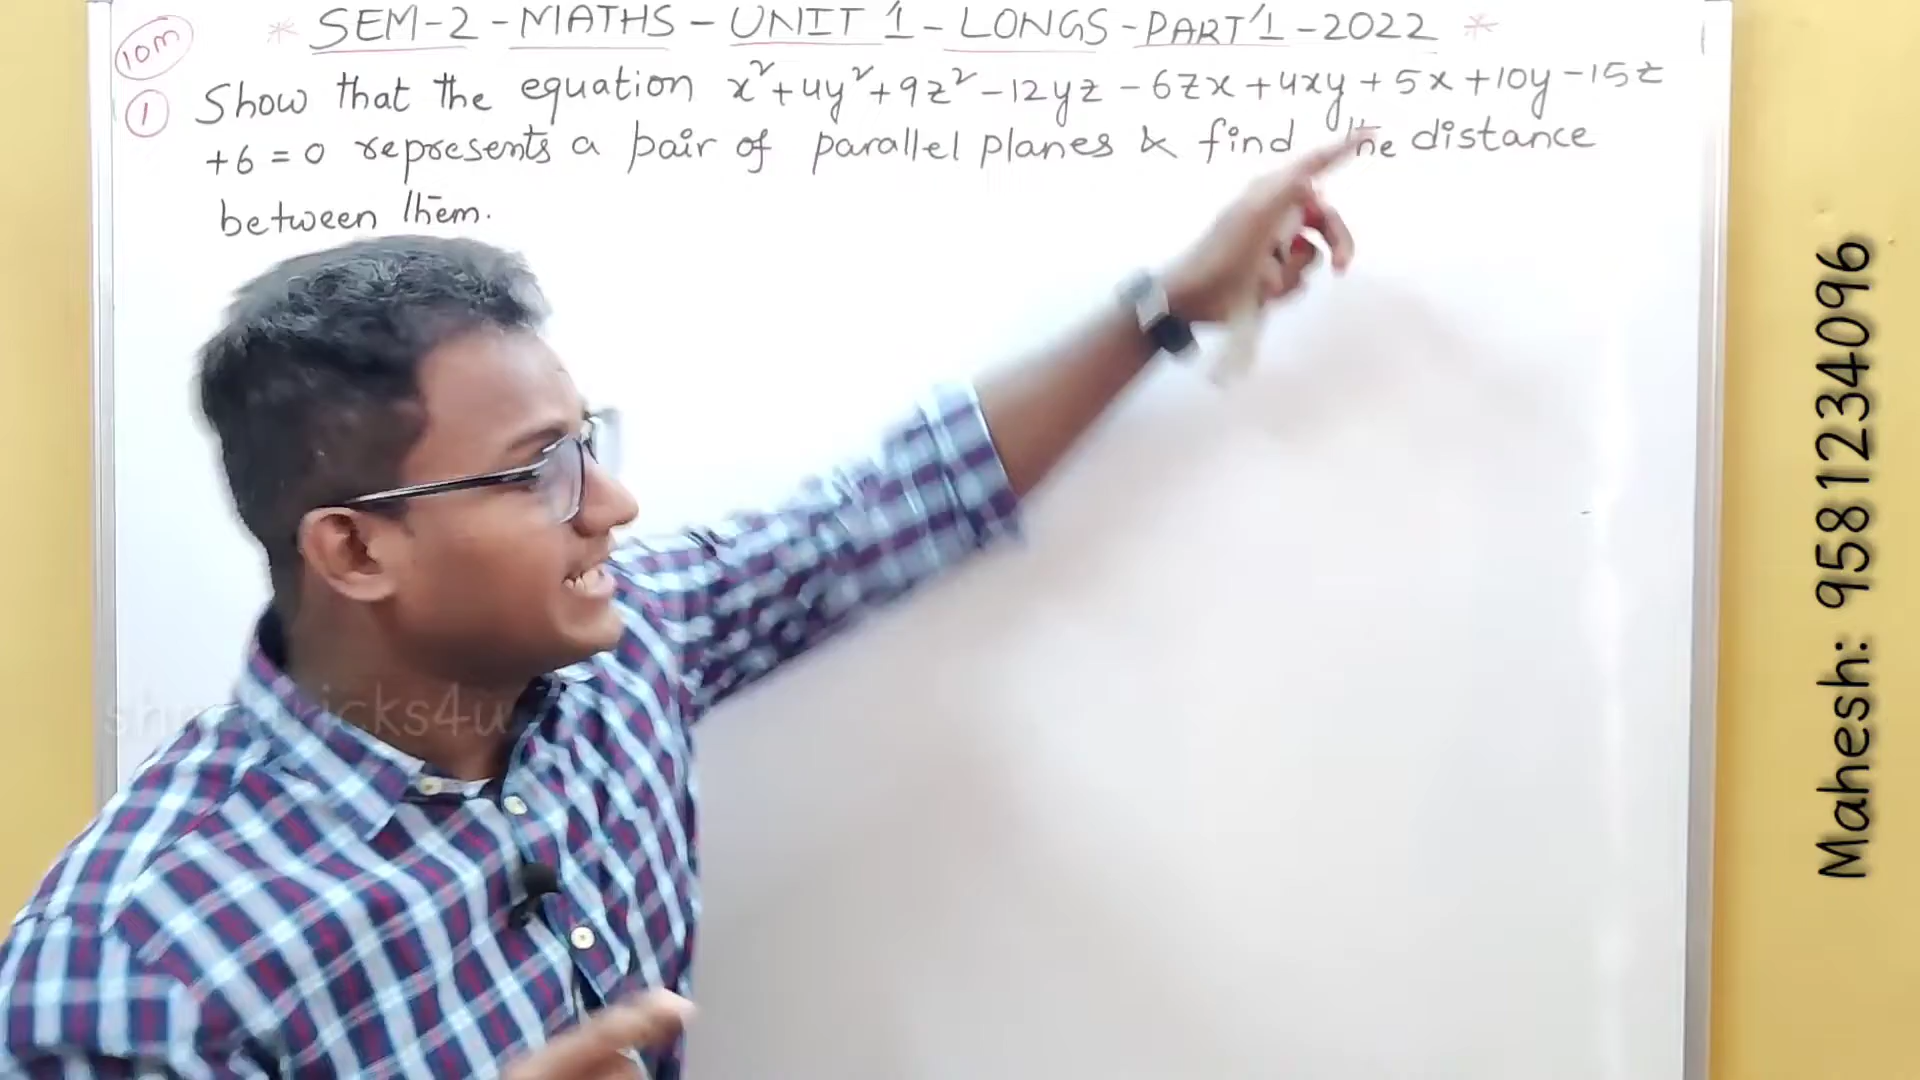 * SEM-2 - MATHS - UNIT 1 - LONGS - PART'1 - 2022 *
10m
1 Show that the equation x²+4y²+9z²-12yz-6zx+4xy+5x+10y-15z
+6=0 represents a pair of parallel planes & find the distance
between them.
Mahesh: 9581234096